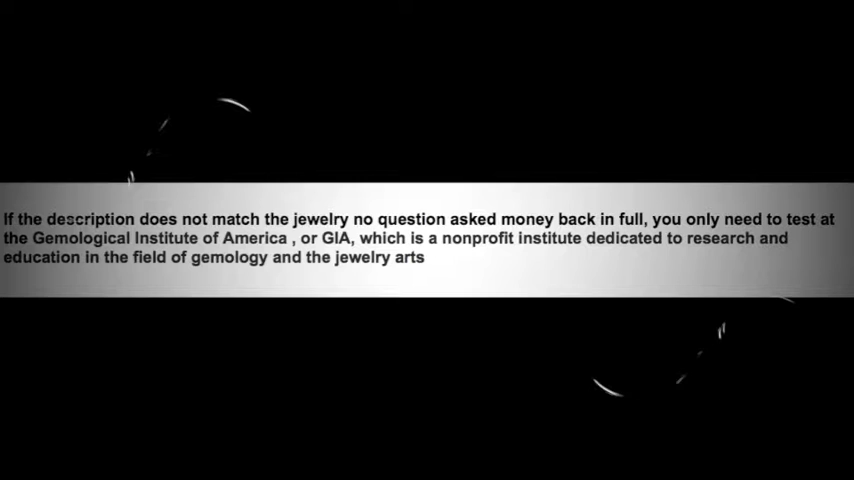 If the description does not match the jewelry no question asked money back in full, you only need to test at
the Gemological Institute of America , or GIA, which is a nonprofit institute dedicated to research and
education in the field of gemology and the jewelry arts